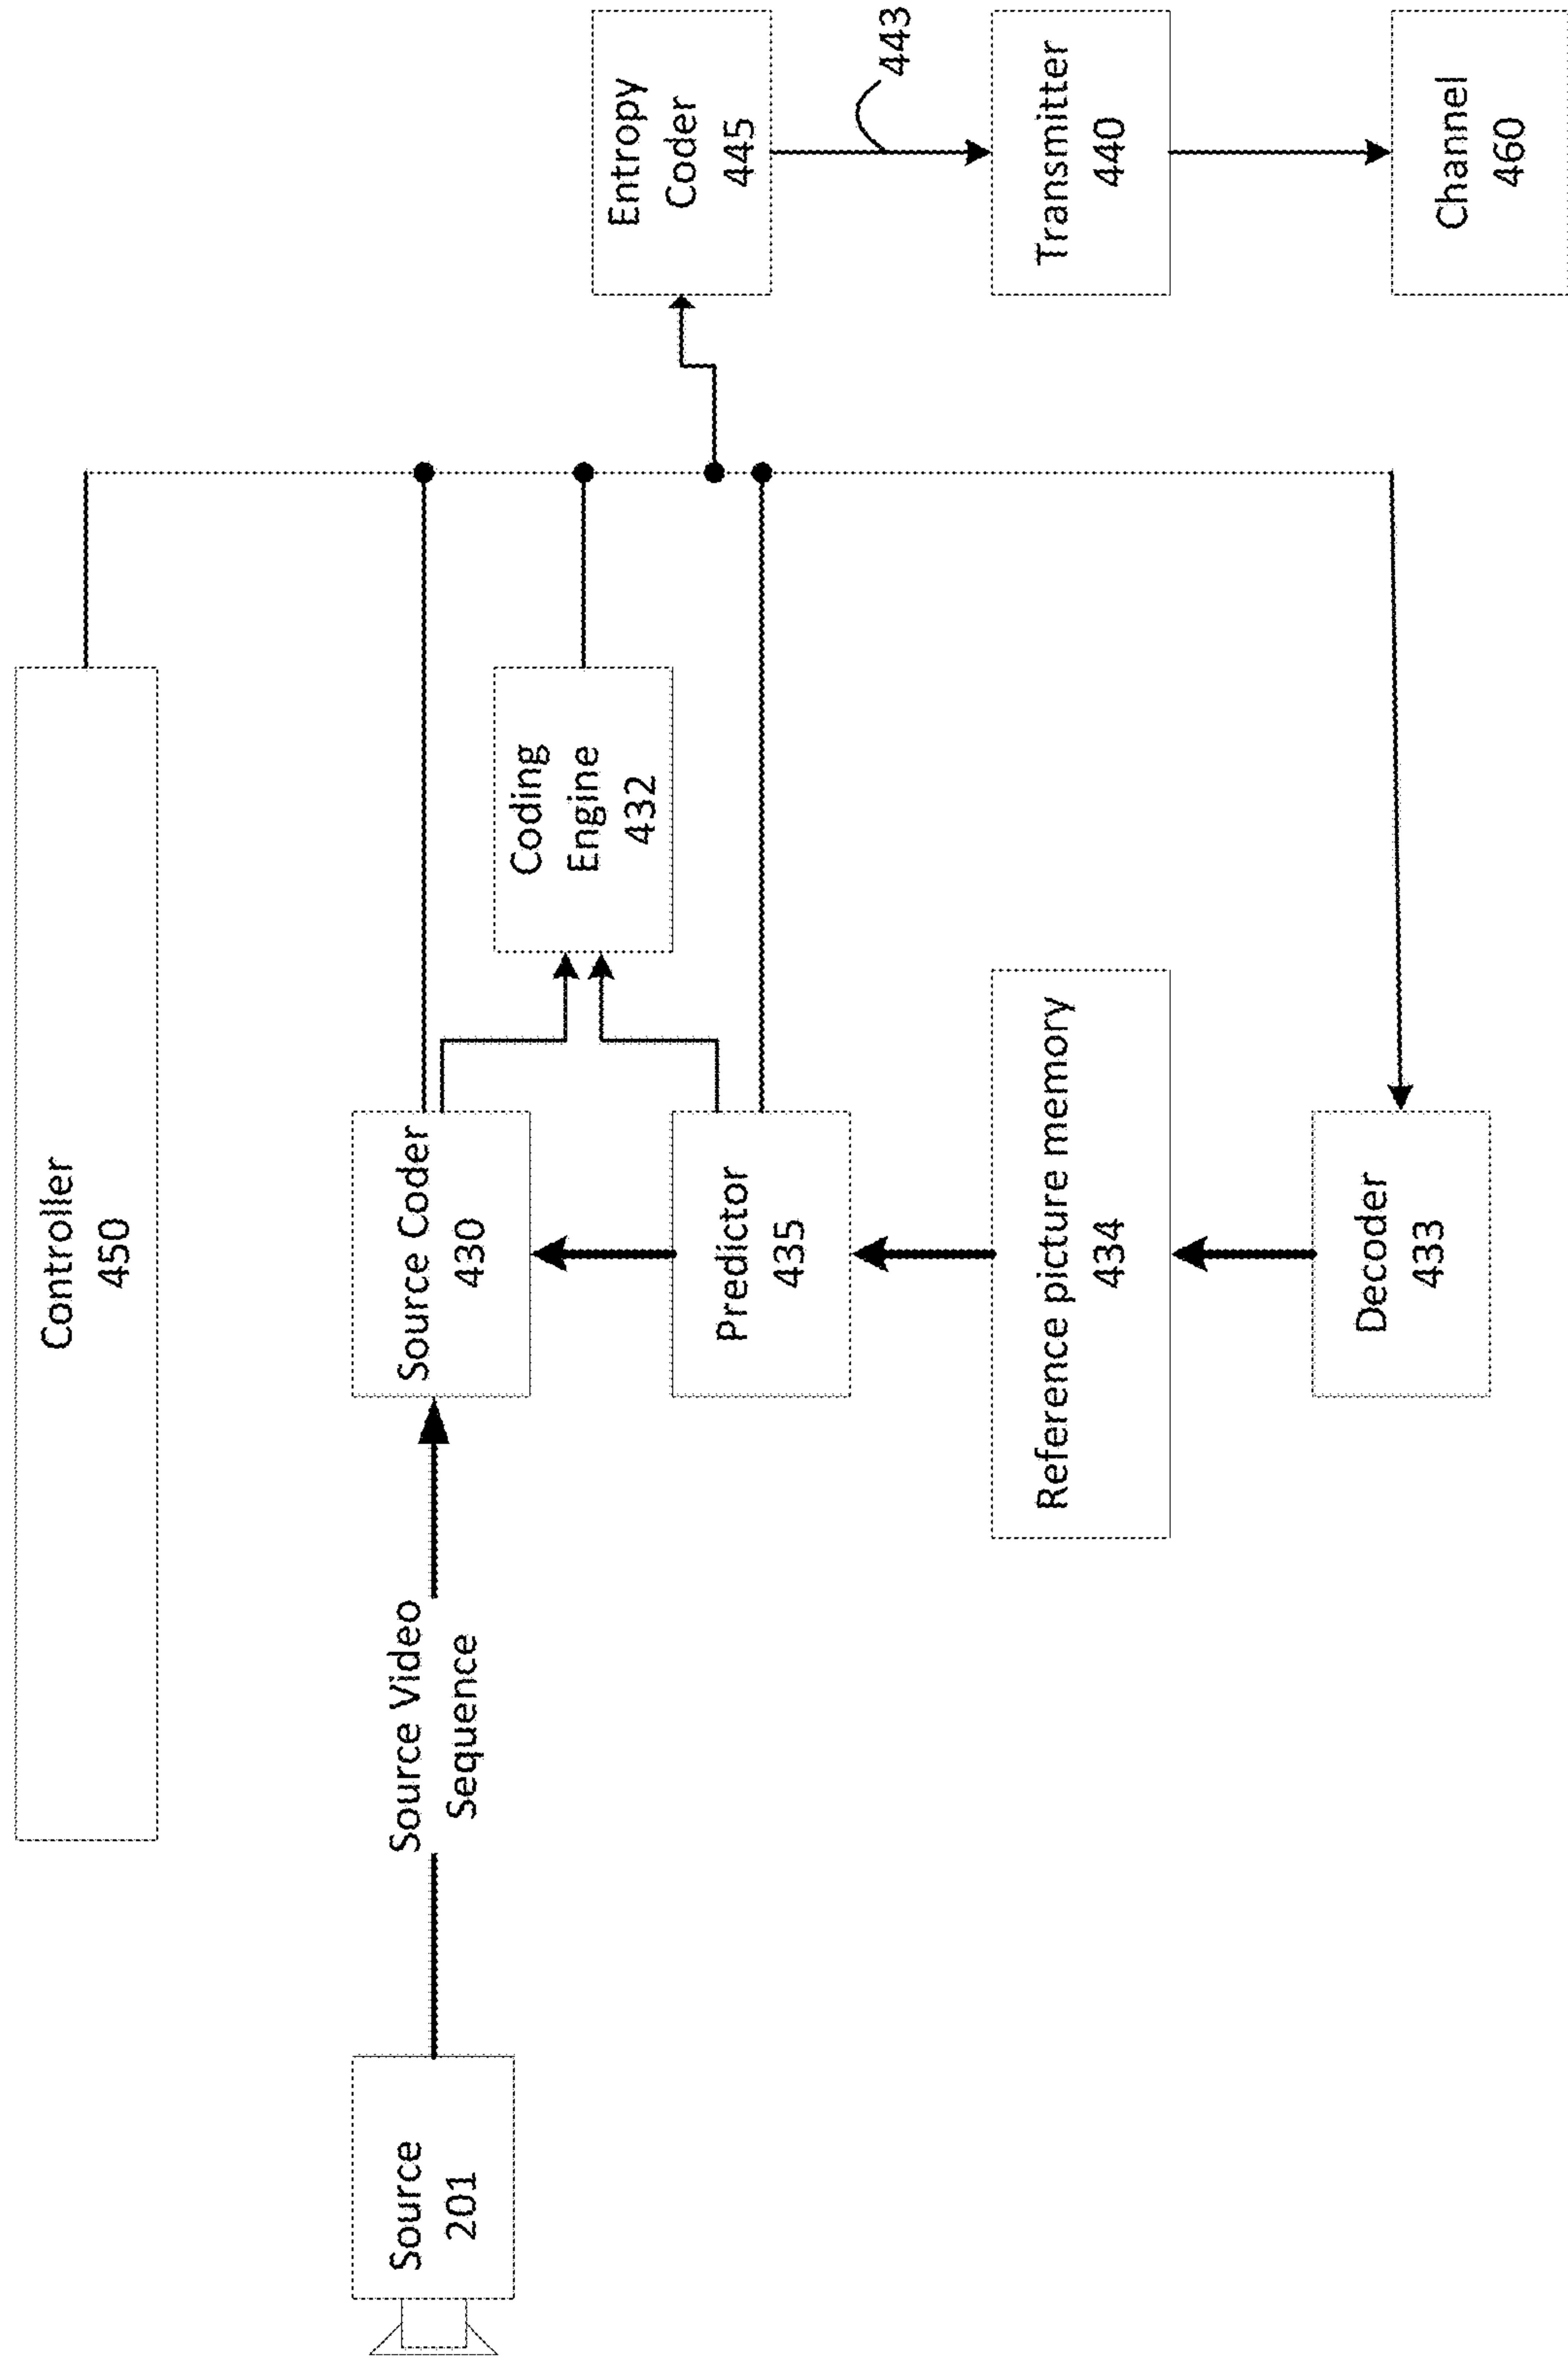 Controller
450
Source
201
Source Video
Sequence
Source Coder
430
Coding
Engine
432
Predictor
435
Reference picture memory
434
Decoder
433
Entropy
Coder
445
443
Transmitter
440
Channel
460